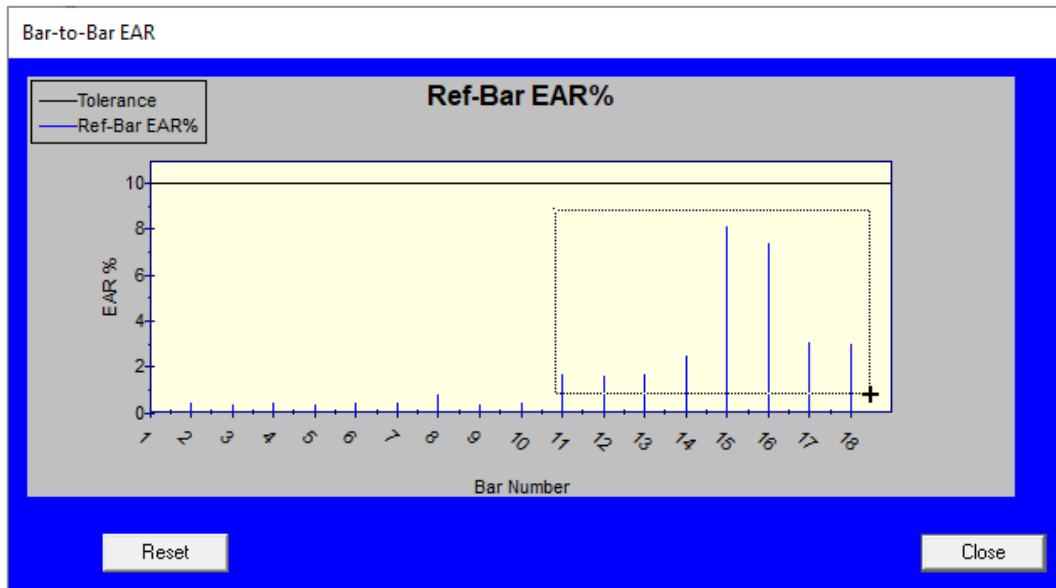 Bar-to-Bar EAR
Ref-Bar EAR%
Tolerance
Ref-Bar EAR%
10
8
6
4
2
0
EAR %
1 2 3 4 5 6 7 8 9 10 11 12 13 14 15 16 17 18
Bar Number
Reset Close